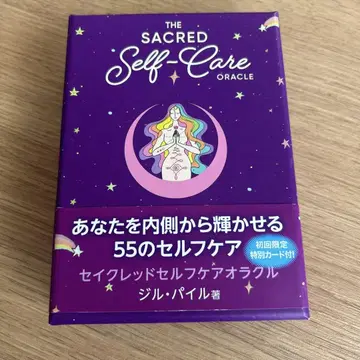 THE
SACRED
Self-Care
ORACLE
あなたを内側から輝かせる
55のセルフケア
初回限定
特別カード付!
セイクレッドセルフケアオラクル
ジル・パイル著